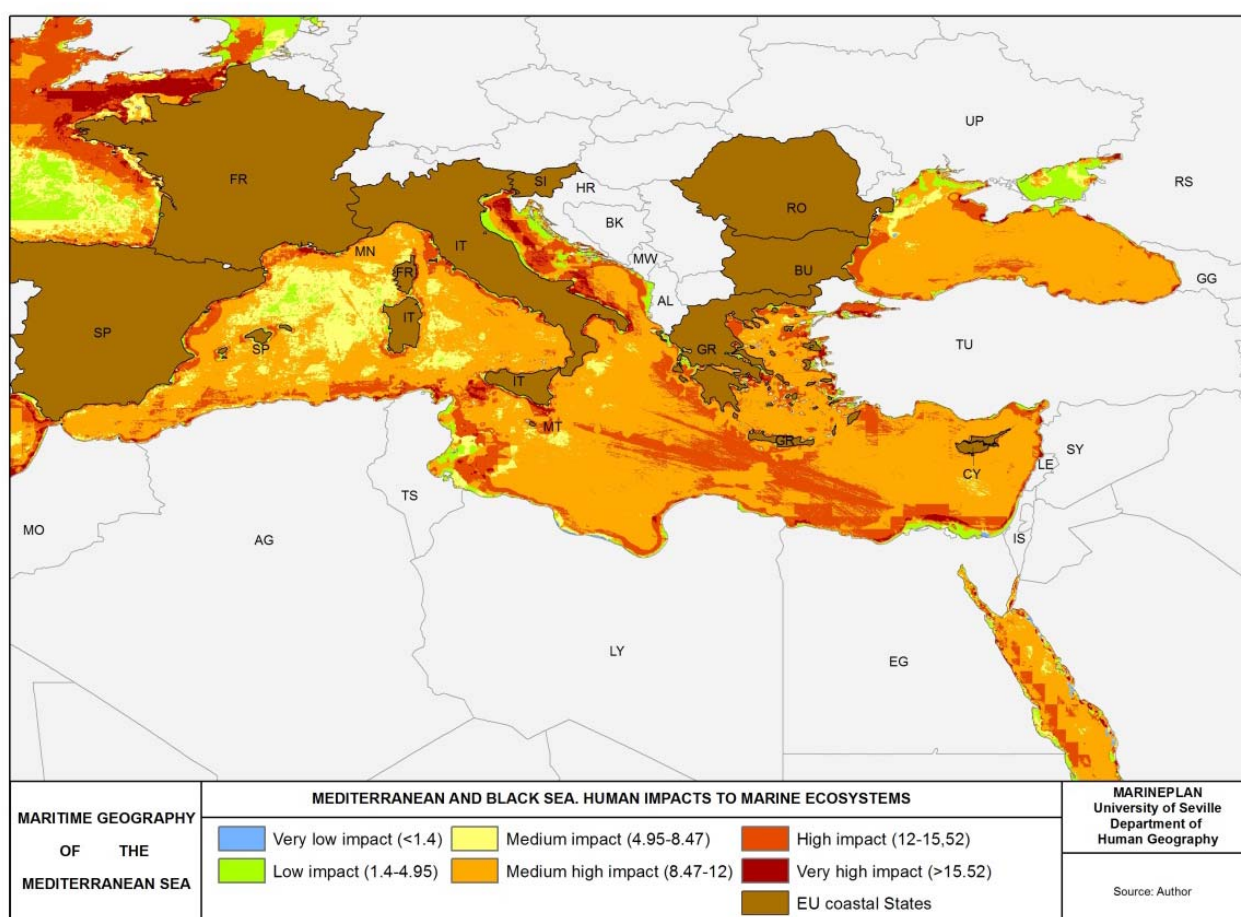 UP
FR
SI
HR
RS
RO
BK
IT
MN
MW
BU
FR
GG
AL
IT
SP
TU
SP
GR
IT
MT
GR
SY
LE
CY
TS
MO
AG
IS
LY
EG
MARITIME GEOGRAPHY
OF THE
MEDITERRANEAN SEA
MEDITERRANEAN AND BLACK SEA. HUMAN IMPACTS TO MARINE ECOSYSTEMS
Very low impact (<1.4)
Medium impact (4.95-8.47)
High impact (12-15,52)
Low impact (1.4-4.95)
Medium high impact (8.47-12)
Very high impact (>15.52)
EU coastal States
MARINEPLAN
University of Seville
Department of
Human Geography
Source: Author